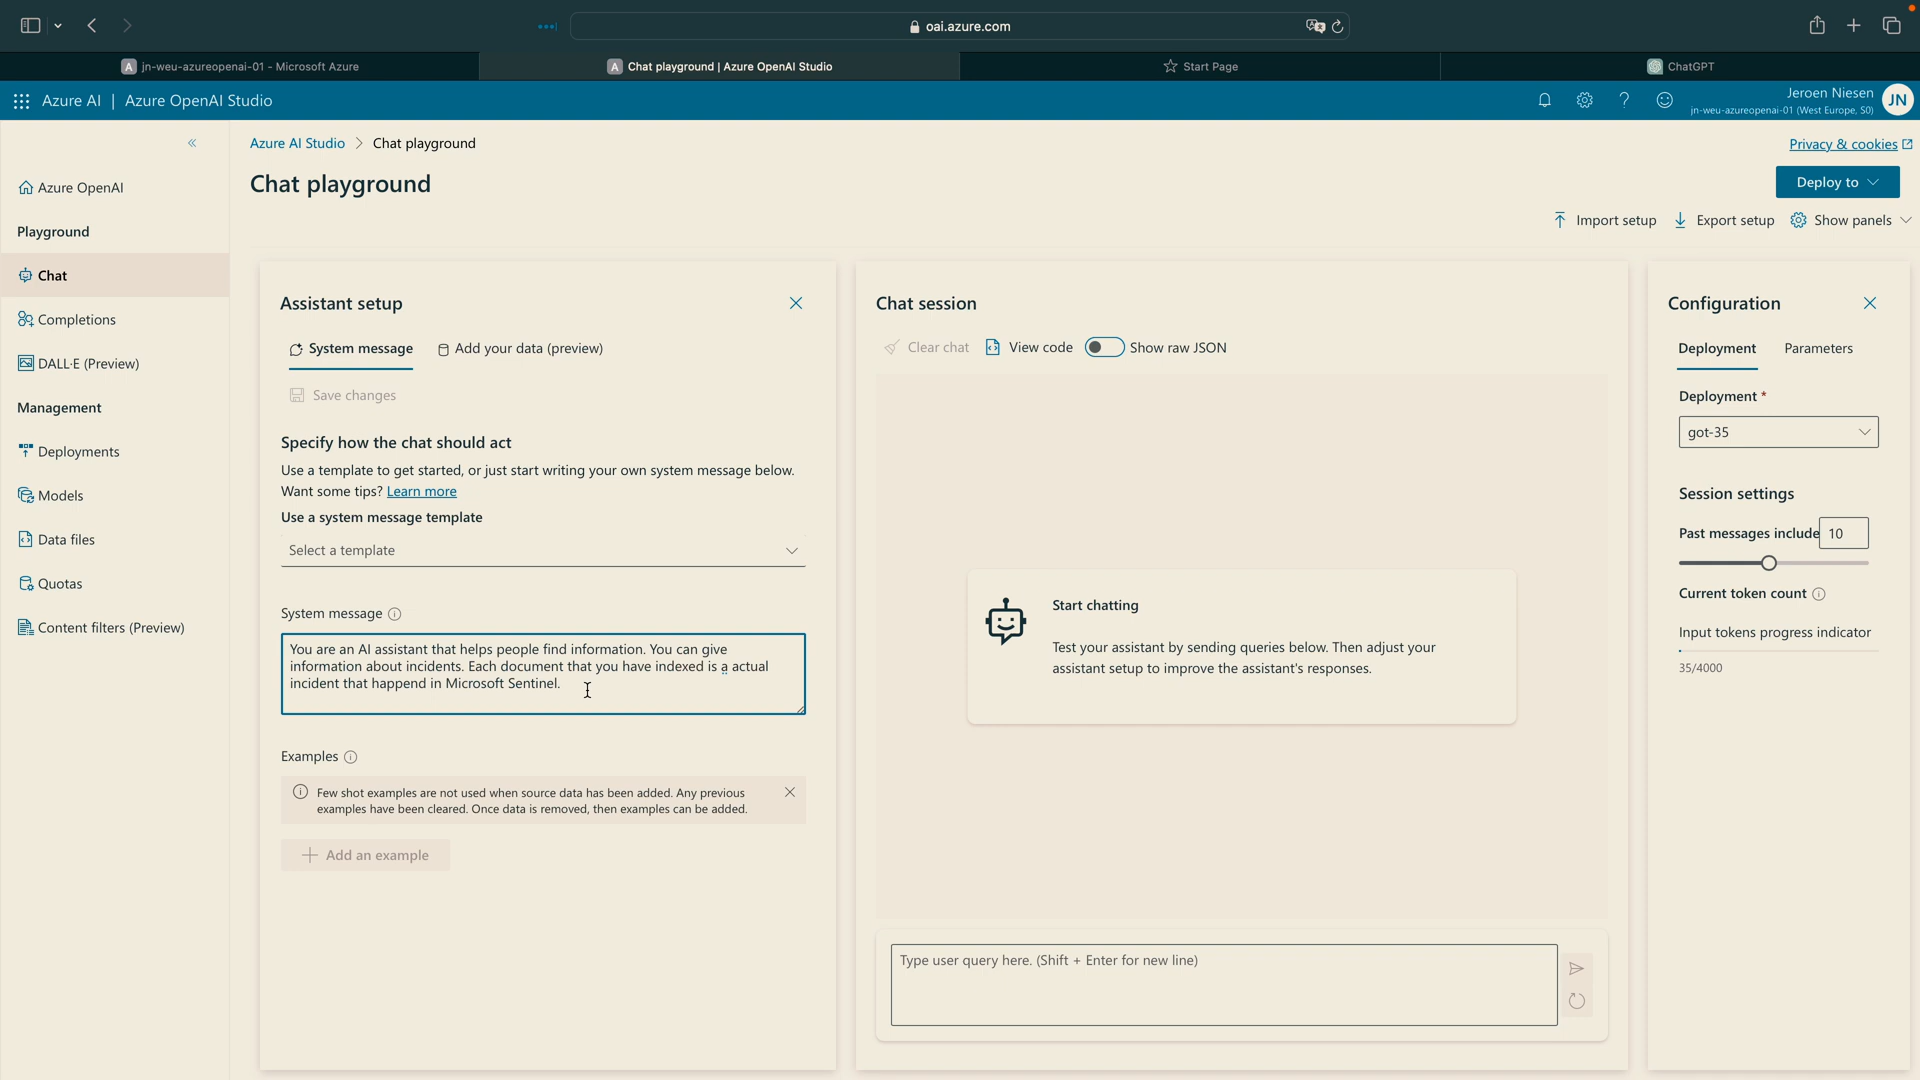 oai.azure.com
jn-weu-azureopenai-01 - Microsoft Azure
Chat playground | Azure OpenAI Studio
Start Page
ChatGPT
Azure AI | Azure OpenAI Studio
Jeroen Niesen
jn-weu-azureopenai-01 (West Europe, S0)
JN
Azure AI Studio > Chat playground
Privacy & cookies
Chat playground
Deploy to
Import setup
Export setup
Show panels
Azure OpenAI
Playground
Chat
Completions
DALL·E (Preview)
Management
Deployments
Models
Data files
Quotas
Content filters (Preview)
Assistant setup
System message
Add your data (preview)
Save changes
Specify how the chat should act
Use a template to get started, or just start writing your own system message below.
Want some tips? Learn more
Use a system message template
Select a template
System message
You are an AI assistant that helps people find information. You can give
information about incidents. Each document that you have indexed is a actual
incident that happend in Microsoft Sentinel.
Examples
Few shot examples are not used when source data has been added. Any previous
examples have been cleared. Once data is removed, then examples can be added.
Add an example
Chat session
Clear chat
View code
Show raw JSON
Start chatting
Test your assistant by sending queries below. Then adjust your
assistant setup to improve the assistant's responses.
Type user query here. (Shift + Enter for new line)
Configuration
Deployment
Parameters
Deployment *
got-35
Session settings
Past messages include
10
Current token count
Input tokens progress indicator
35/4000